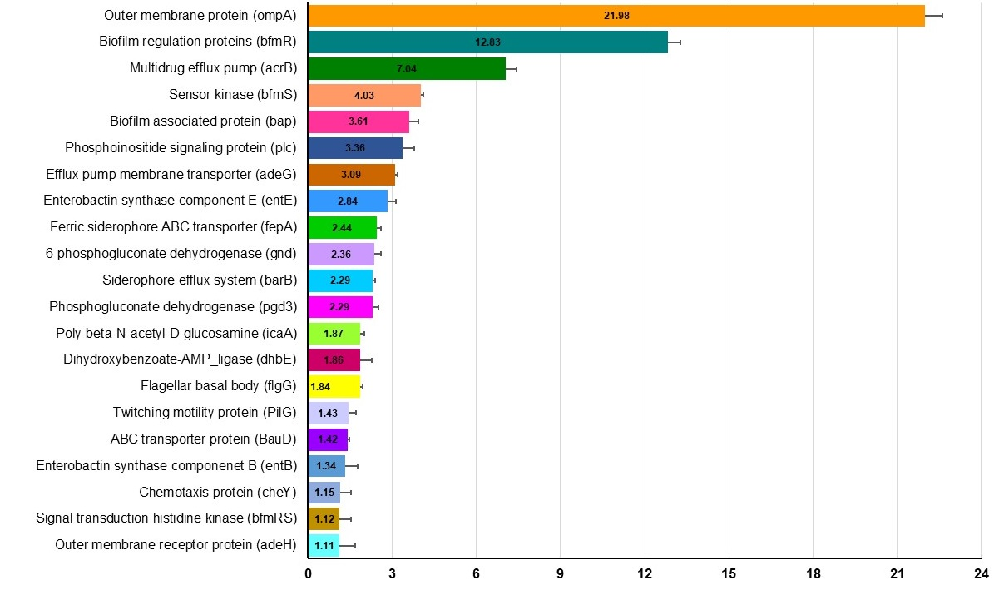 Outer membrane protein (ompA) 21.98
Biofilm regulation proteins (bfmR) 12.83
Multidrug efflux pump (acrB) 7.04
Sensor kinase (bfmS) 4.03
Biofilm associated protein (bap) 3.61
Phosphoinositide signaling protein (plc) 3.36
Efflux pump membrane transporter (adeG) 3.09
Enterobactin synthase component E (entE) 2.84
Ferric siderophore ABC transporter (fepA) 2.44
6-phosphogluconate dehydrogenase (gnd) 2.36
Siderophore efflux system (barB) 2.29
Phosphogluconate dehydrogenase (pgd3) 2.29
Poly-beta-N-acetyl-D-glucosamine (icaA) 1.87
Dihydroxybenzoate-AMP_ligase (dhbE) 1.86
Flagellar basal body (flgG) 1.84
Twitching motility protein (PilG) 1.43
ABC transporter protein (BauD) 1.42
Enterobactin synthase componenet B (entB) 1.34
Chemotaxis protein (cheY) 1.15
Signal transduction histidine kinase (bfmRS) 1.12
Outer membrane receptor protein (adeH) 1.11
0 3 6 9 12 15 18 21 24